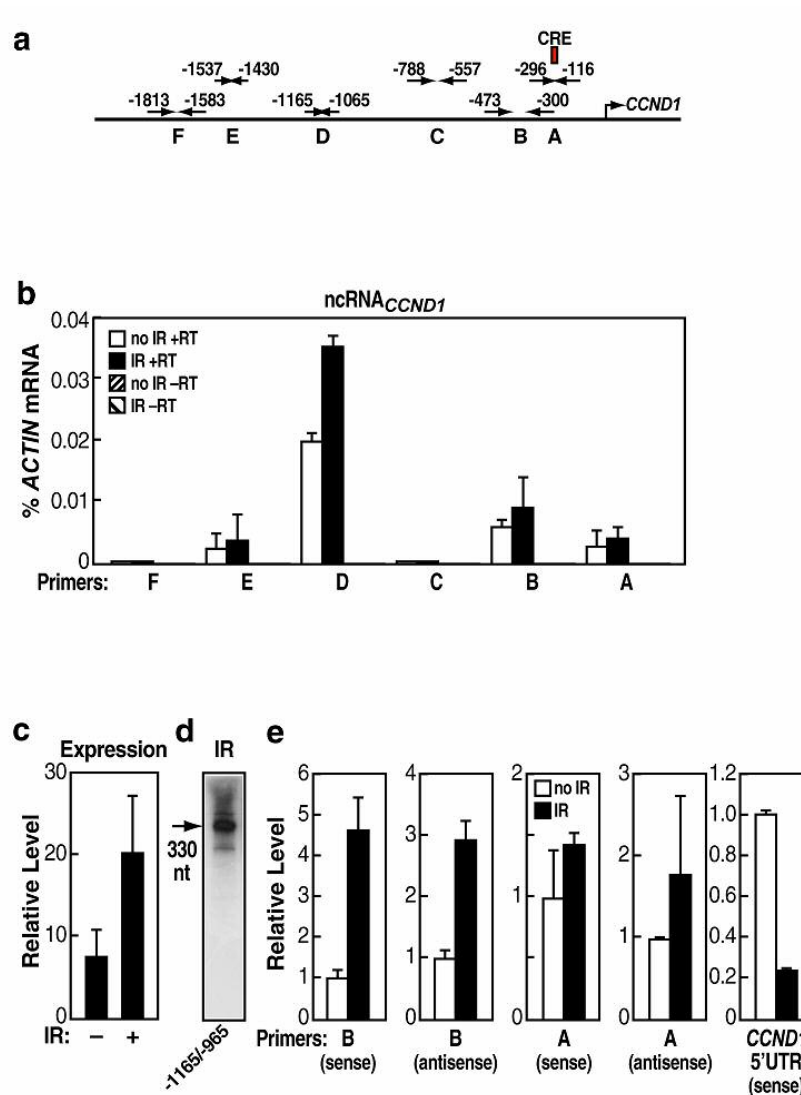 a
CRE
-1537 -1430 -788 -557 -296 -116
-1813 -1583 -1165 -1065 -473 -300 CCND1
F E D C B A
b
ncRNACCND1
% ACTIN mRNA
0.04
0.03
0.02
0.01
0
no IR +RT
IR +RT
no IR –RT
IR –RT
Primers: F E D C B A
c
Expression
Relative Level
30
20
10
0
IR: – +
d
IR
330
nt
-1165/-965
e
Relative Level
6
5
4
3
2
1
0
Primers: B
(sense)
4
3
2
1
0
B
(antisense)
2
1
0
no IR
IR
A
(sense)
3
2
1
0
A
(antisense)
1.2
1.0
0.8
0.6
0.4
0.2
0
CCND1
5'UTR
(sense)